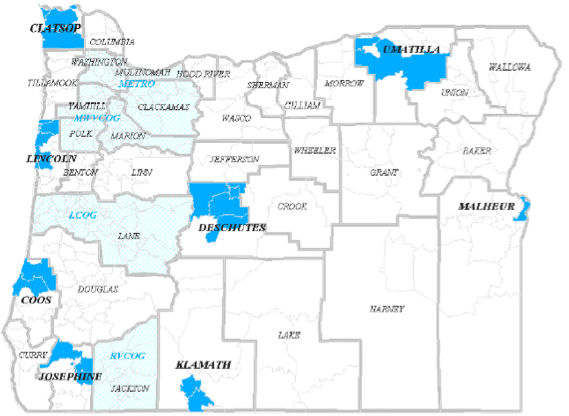 CLATSOP
COLUMBIA
WASHINGTON
TILLAMOOK
MULTNOMAH
HOOD RIVER
METRO
YAMHILL
CLACKAMAS
MWVCOG
POLK
MARION
LINCOLN
BENTON
LINN
SHERMAN
GILLIAM
WASCO
MORROW
UMATILLA
UNION
WALLOWA
JEFFERSON
WHEELER
GRANT
BAKER
LCOG
LANE
DESCHUTES
CROOK
MALHEUR
COOS
DOUGLAS
HARNEY
LAKE
CURRY
JOSEPHINE
RVCOG
JACKSON
KLAMATH